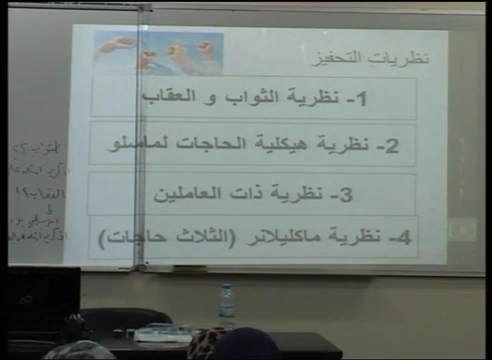 نظريات التحفيز
1- نظرية الثواب و العقاب
2- نظرية هيكلية الحاجات لماسلو
3- نظرية ذات العاملين
4- نظرية ماكليلاند (الثلاث حاجات)
العقاب